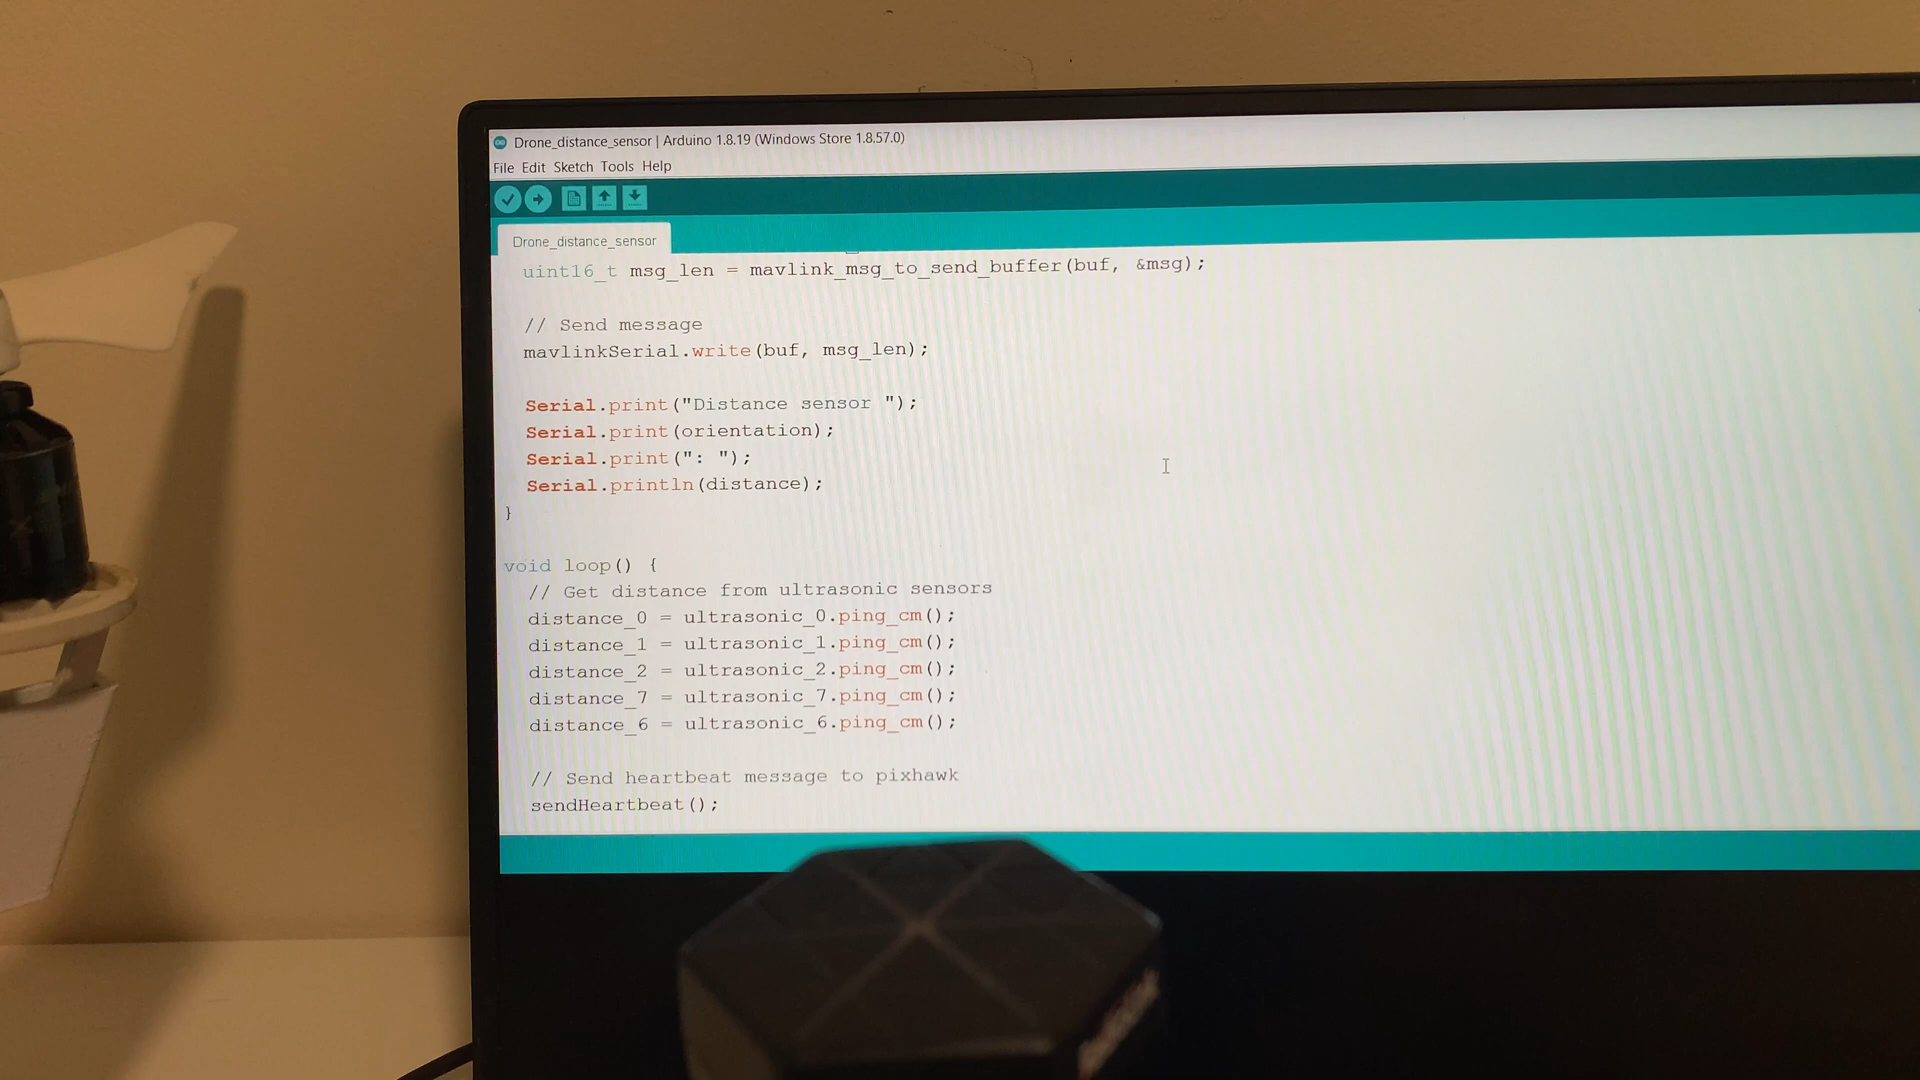 Drone_distance_sensor | Arduino 1.8.19 (Windows Store 1.8.57.0)
File Edit Sketch Tools Help
Drone_distance_sensor
uint16_t msg_len = mavlink_msg_to_send_buffer(buf, &msg);
// Send message
mavlinkSerial.write(buf, msg_len);
Serial.print("Distance sensor ");
Serial.print(orientation);
Serial.print(": ");
Serial.println(distance);
}
void loop() {
// Get distance from ultrasonic sensors
distance_0 = ultrasonic_0.ping_cm();
distance_1 = ultrasonic_1.ping_cm();
distance_2 = ultrasonic_2.ping_cm();
distance_7 = ultrasonic_7.ping_cm();
distance_6 = ultrasonic_6.ping_cm();
// Send heartbeat message to pixhawk
sendHeartbeat();